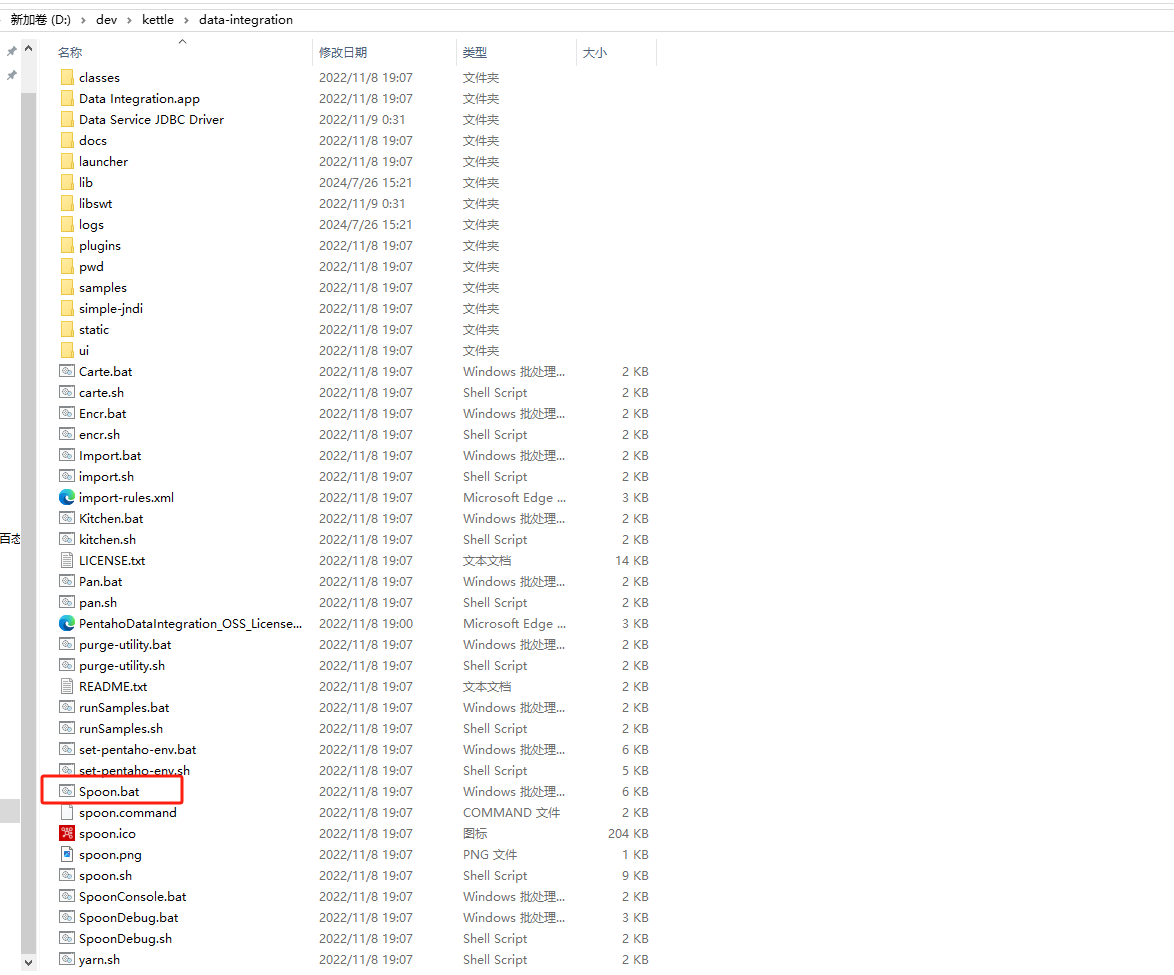 新加卷 (D:) › dev › kettle › data-integration
名称 修改日期 类型 大小
classes 2022/11/8 19:07 文件夹
Data Integration.app 2022/11/8 19:07 文件夹
Data Service JDBC Driver 2022/11/9 0:31 文件夹
docs 2022/11/8 19:07 文件夹
launcher 2022/11/8 19:07 文件夹
lib 2024/7/26 15:21 文件夹
libswt 2022/11/9 0:31 文件夹
logs 2024/7/26 15:21 文件夹
plugins 2022/11/8 19:07 文件夹
pwd 2022/11/8 19:07 文件夹
samples 2022/11/8 19:07 文件夹
simple-jndi 2022/11/8 19:07 文件夹
static 2022/11/8 19:07 文件夹
ui 2022/11/8 19:07 文件夹
Carte.bat 2022/11/8 19:07 Windows 批处理... 2 KB
carte.sh 2022/11/8 19:07 Shell Script 2 KB
Encr.bat 2022/11/8 19:07 Windows 批处理... 2 KB
encr.sh 2022/11/8 19:07 Shell Script 2 KB
Import.bat 2022/11/8 19:07 Windows 批处理... 2 KB
import.sh 2022/11/8 19:07 Shell Script 2 KB
import-rules.xml 2022/11/8 19:07 Microsoft Edge ... 3 KB
Kitchen.bat 2022/11/8 19:07 Windows 批处理... 2 KB
百态
kitchen.sh 2022/11/8 19:07 Shell Script 2 KB
LICENSE.txt 2022/11/8 19:07 文本文档 14 KB
Pan.bat 2022/11/8 19:07 Windows 批处理... 2 KB
pan.sh 2022/11/8 19:07 Shell Script 2 KB
PentahoDataIntegration_OSS_License... 2022/11/8 19:00 Microsoft Edge ... 3 KB
purge-utility.bat 2022/11/8 19:07 Windows 批处理... 2 KB
purge-utility.sh 2022/11/8 19:07 Shell Script 2 KB
README.txt 2022/11/8 19:07 文本文档 2 KB
runSamples.bat 2022/11/8 19:07 Windows 批处理... 2 KB
runSamples.sh 2022/11/8 19:07 Shell Script 2 KB
set-pentaho-env.bat 2022/11/8 19:07 Windows 批处理... 6 KB
set-pentaho-env.sh 2022/11/8 19:07 Shell Script 5 KB
Spoon.bat 2022/11/8 19:07 Windows 批处理... 6 KB
spoon.command 2022/11/8 19:07 COMMAND 文件 2 KB
spoon.ico 2022/11/8 19:07 图标 204 KB
spoon.png 2022/11/8 19:07 PNG 文件 1 KB
spoon.sh 2022/11/8 19:07 Shell Script 9 KB
SpoonConsole.bat 2022/11/8 19:07 Windows 批处理... 2 KB
SpoonDebug.bat 2022/11/8 19:07 Windows 批处理... 3 KB
SpoonDebug.sh 2022/11/8 19:07 Shell Script 2 KB
yarn.sh 2022/11/8 19:07 Shell Script 2 KB